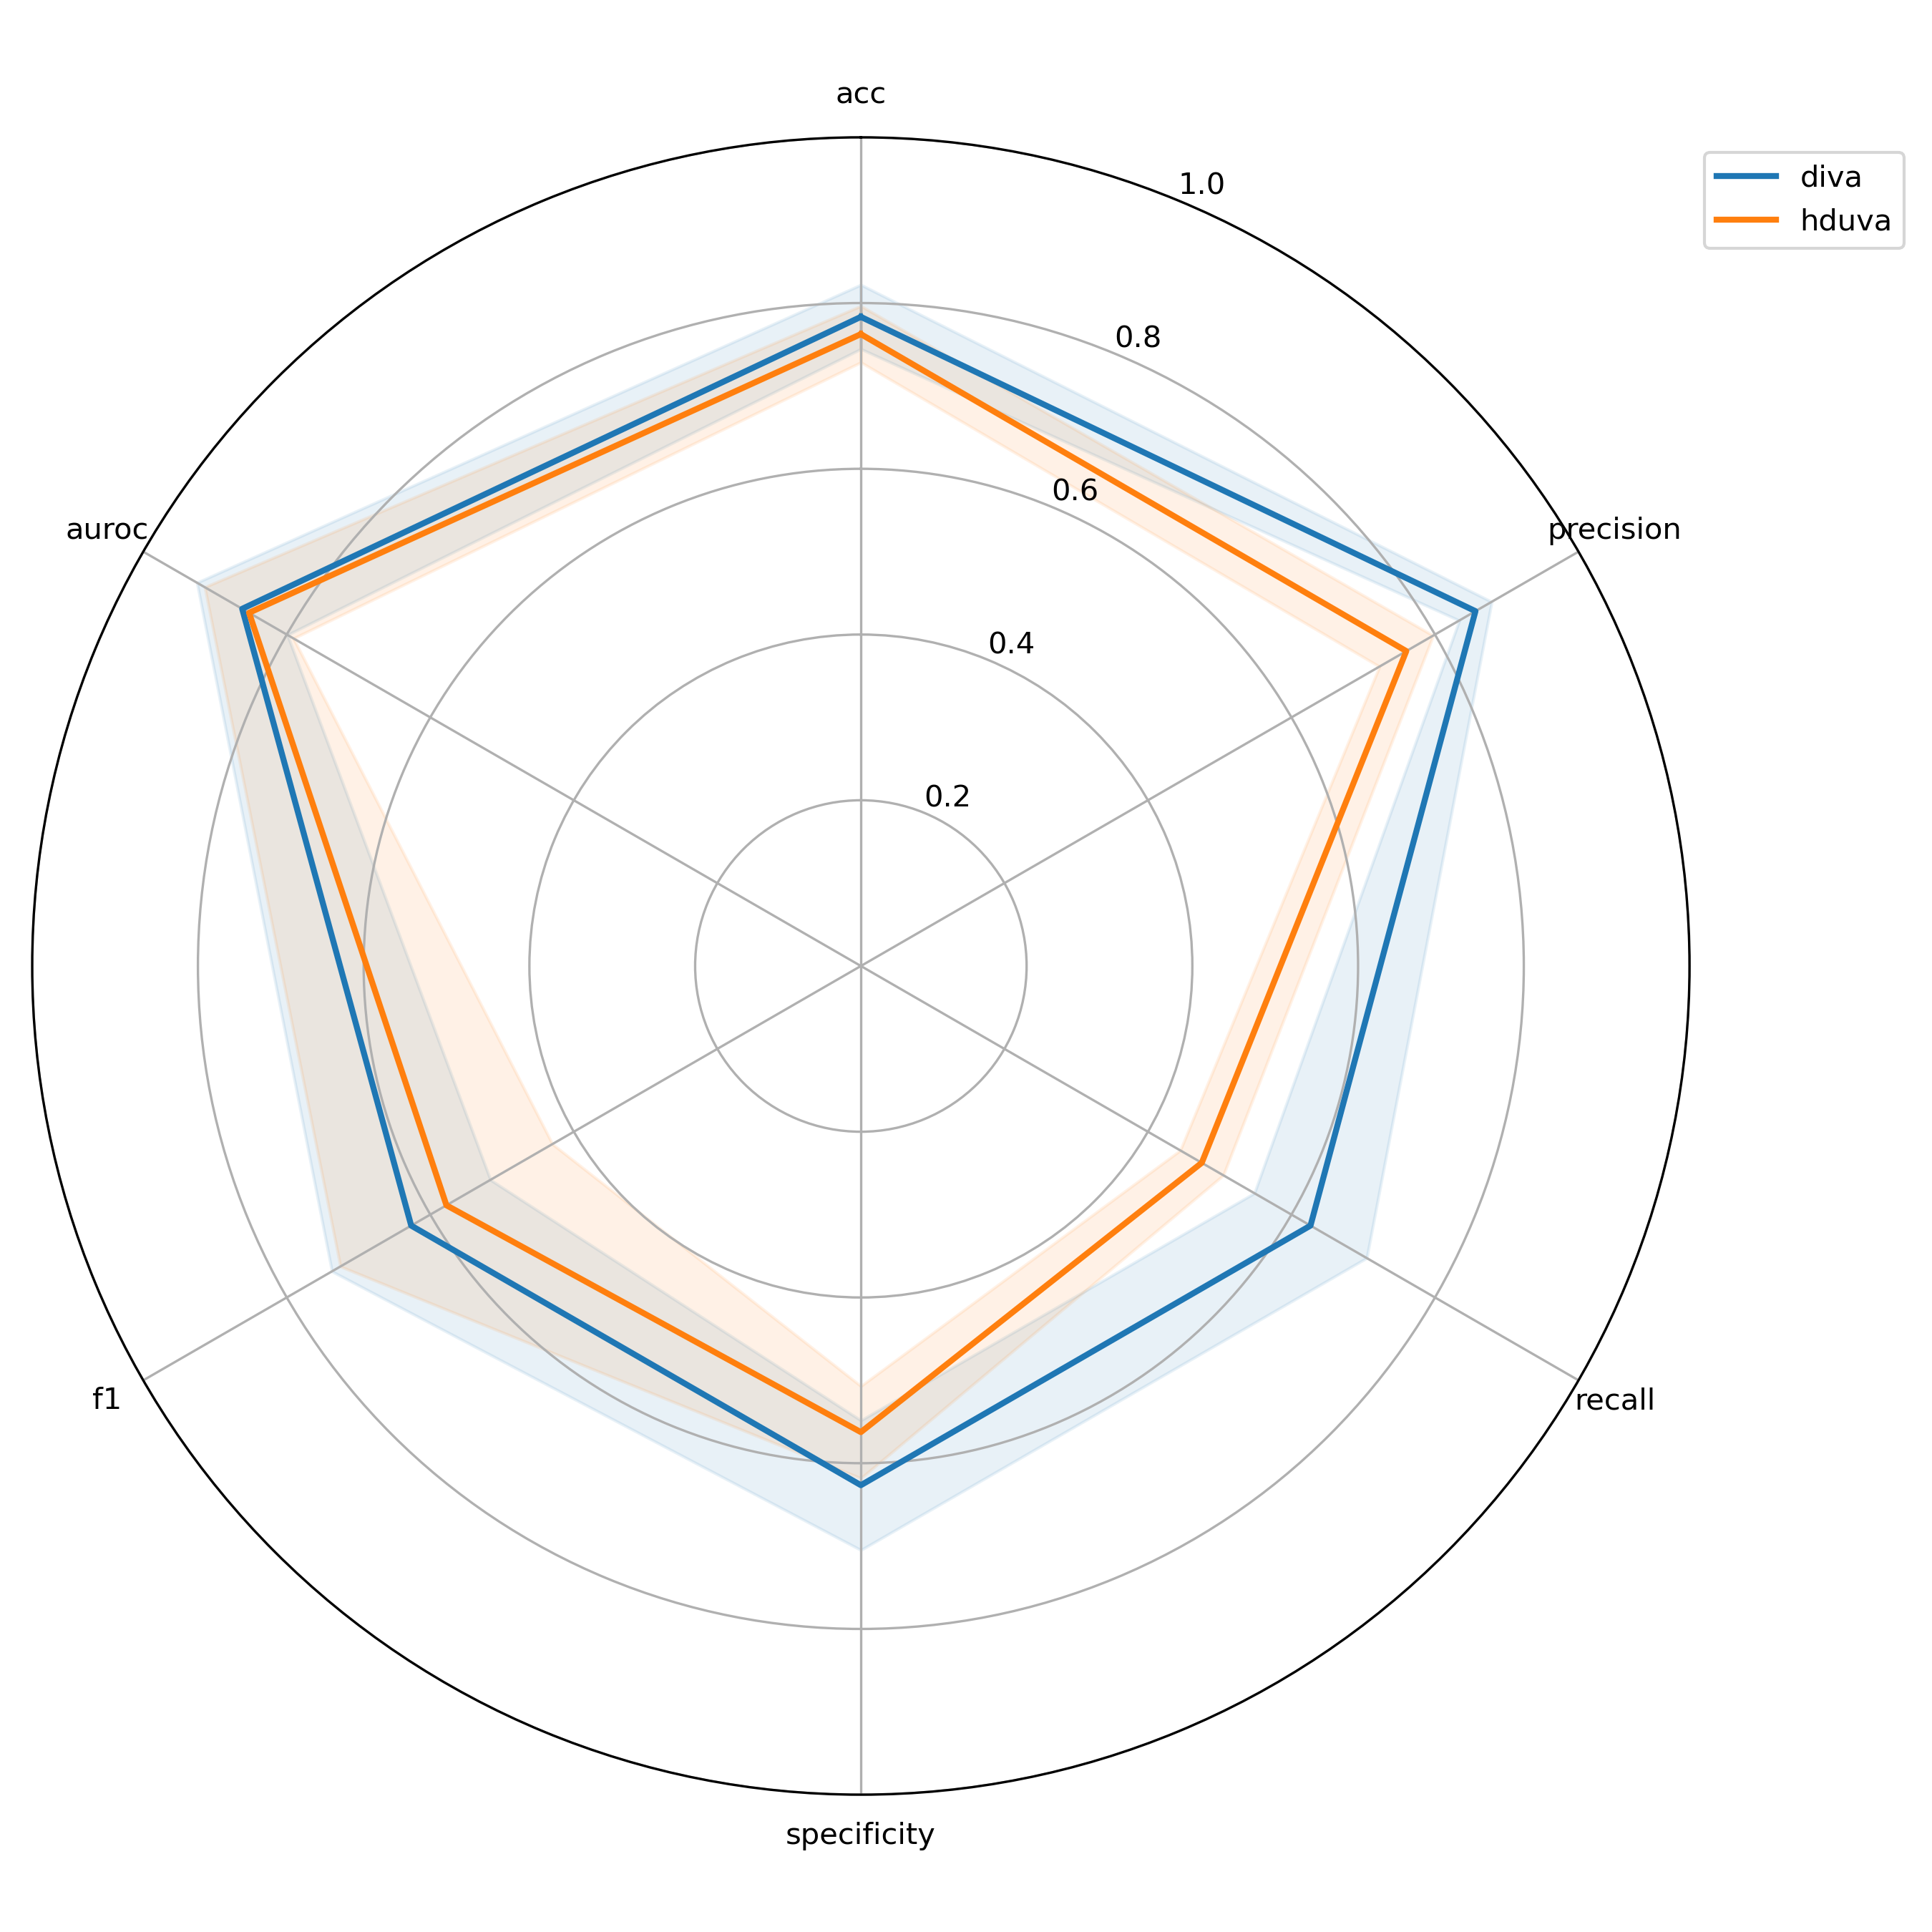 acc
1.0
diva
hduva
0.8
0.6
auroc
precision
0.4
0.2
f1
recall
specificity